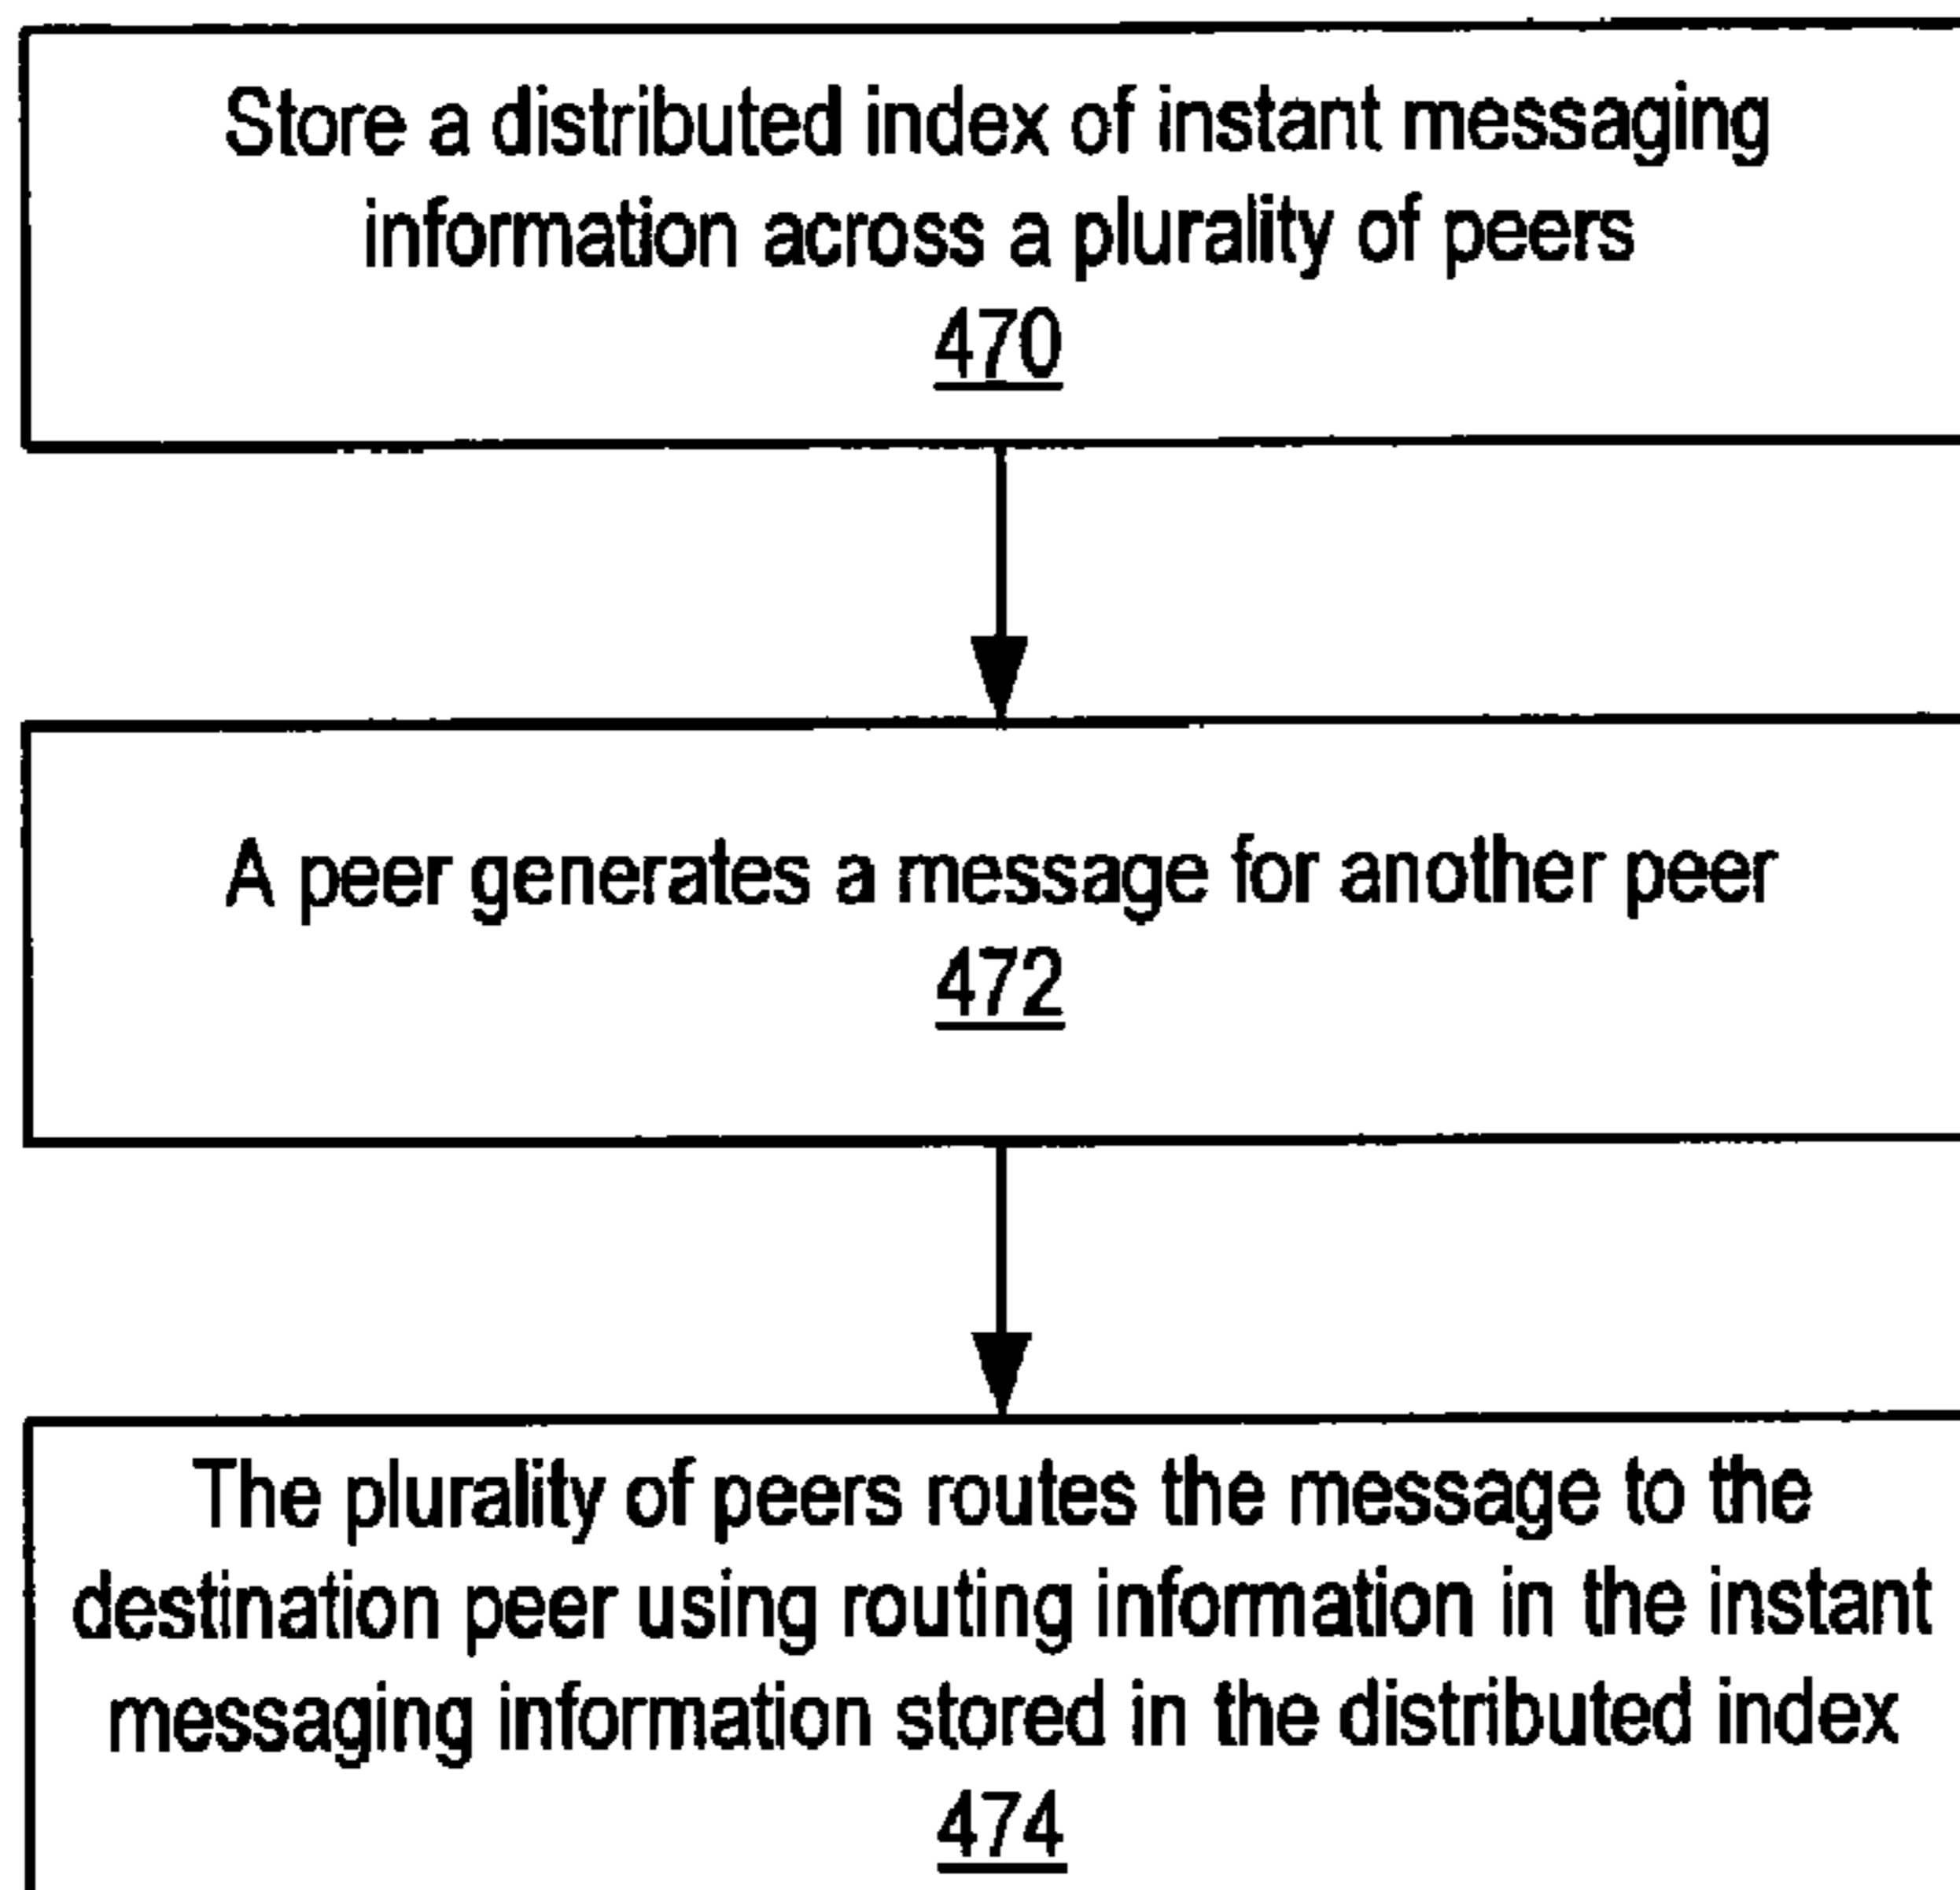 Store a distributed index of instant messaging
information across a plurality of peers
470
A peer generates a message for another peer
472
The plurality of peers routes the message to the
destination peer using routing information in the instant
messaging information stored in the distributed index
474